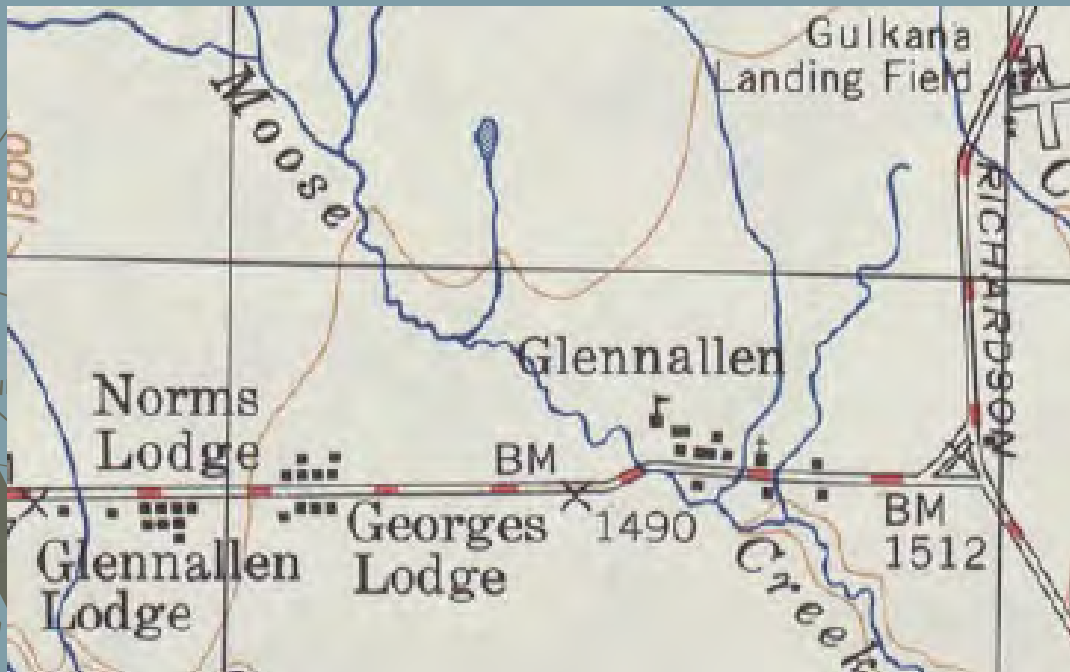 Gulkana
Landing Field
Moose
1800
RICHARDSON
Glennallen
Norms
Lodge
BM
1490
Georges
Lodge
BM
1512
Glennallen
Lodge
Creek
C